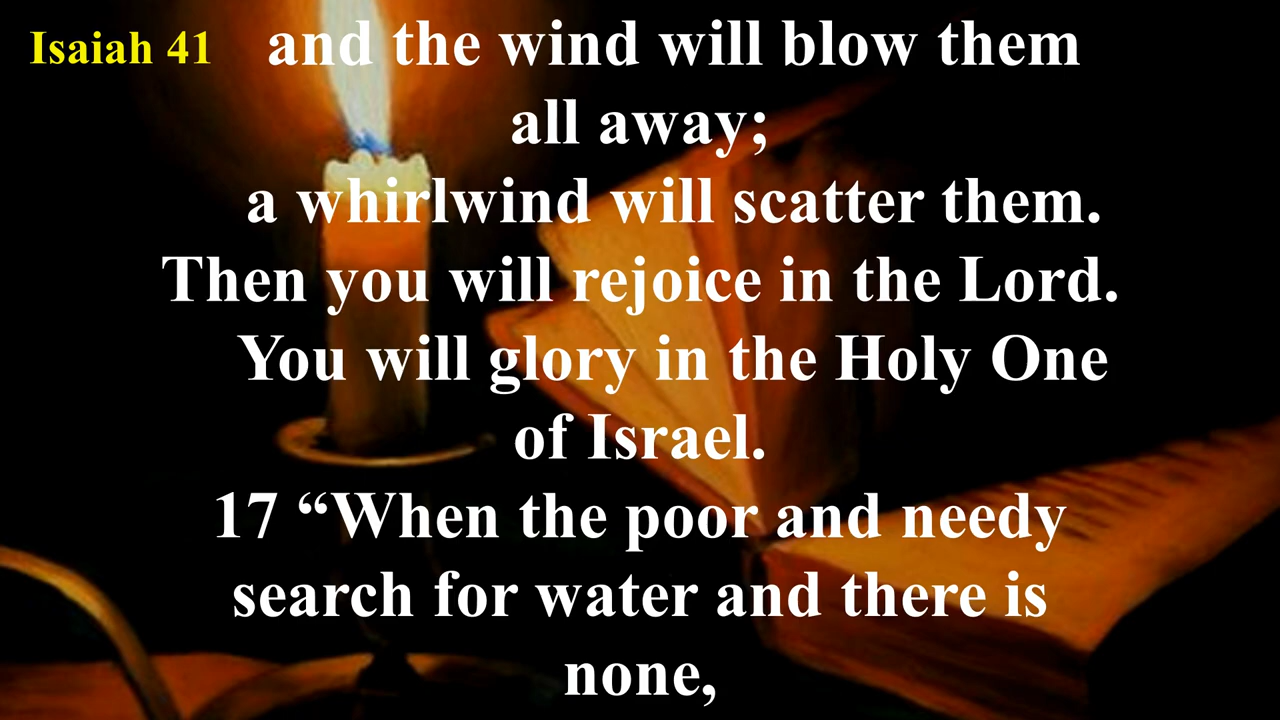 Isaiah 41
and the wind will blow them
all away;
a whirlwind will scatter them.
Then you will rejoice in the Lord.
You will glory in the Holy One
of Israel.
17 “When the poor and needy
search for water and there is
none,